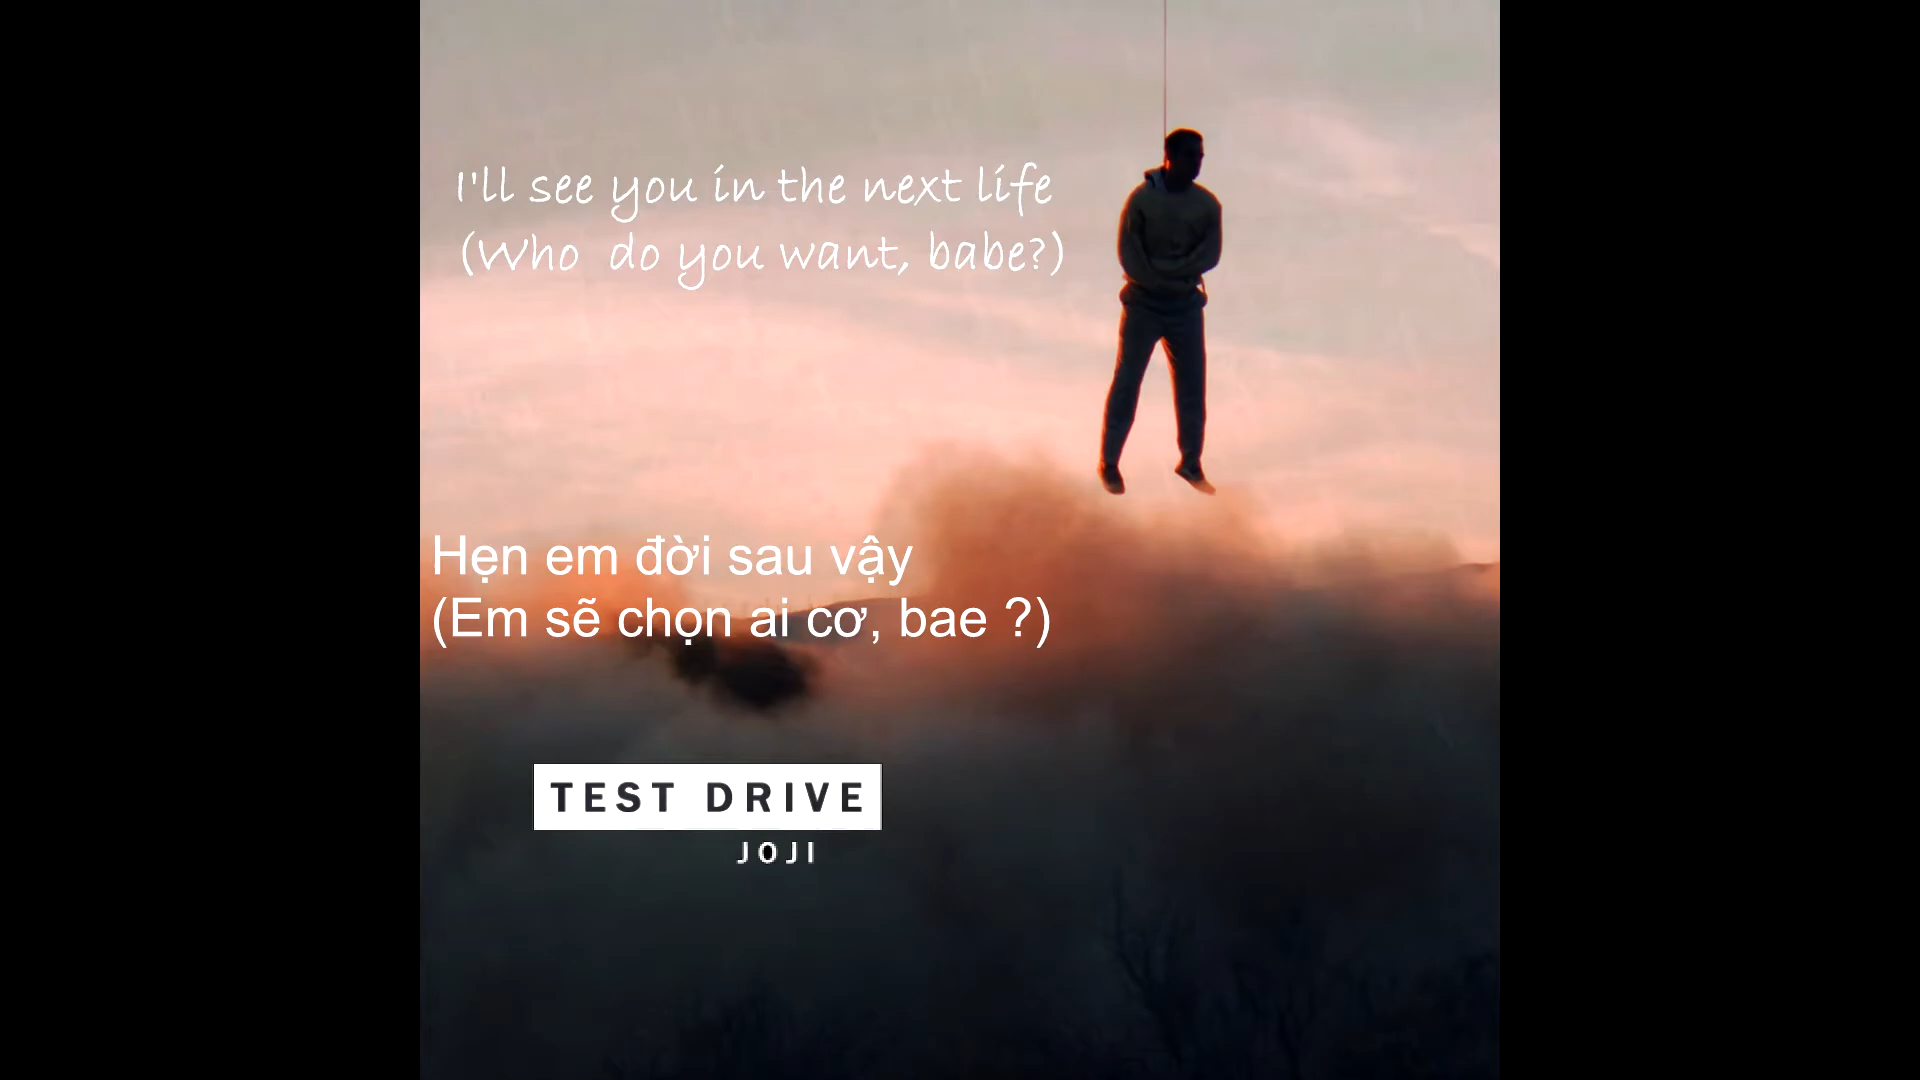 I'll see you in the next life
(Who do you want, babe?)
Hẹn em đời sau vậy
(Em sẽ chọn ai cơ, bae ?)
TEST DRIVE
JOJI